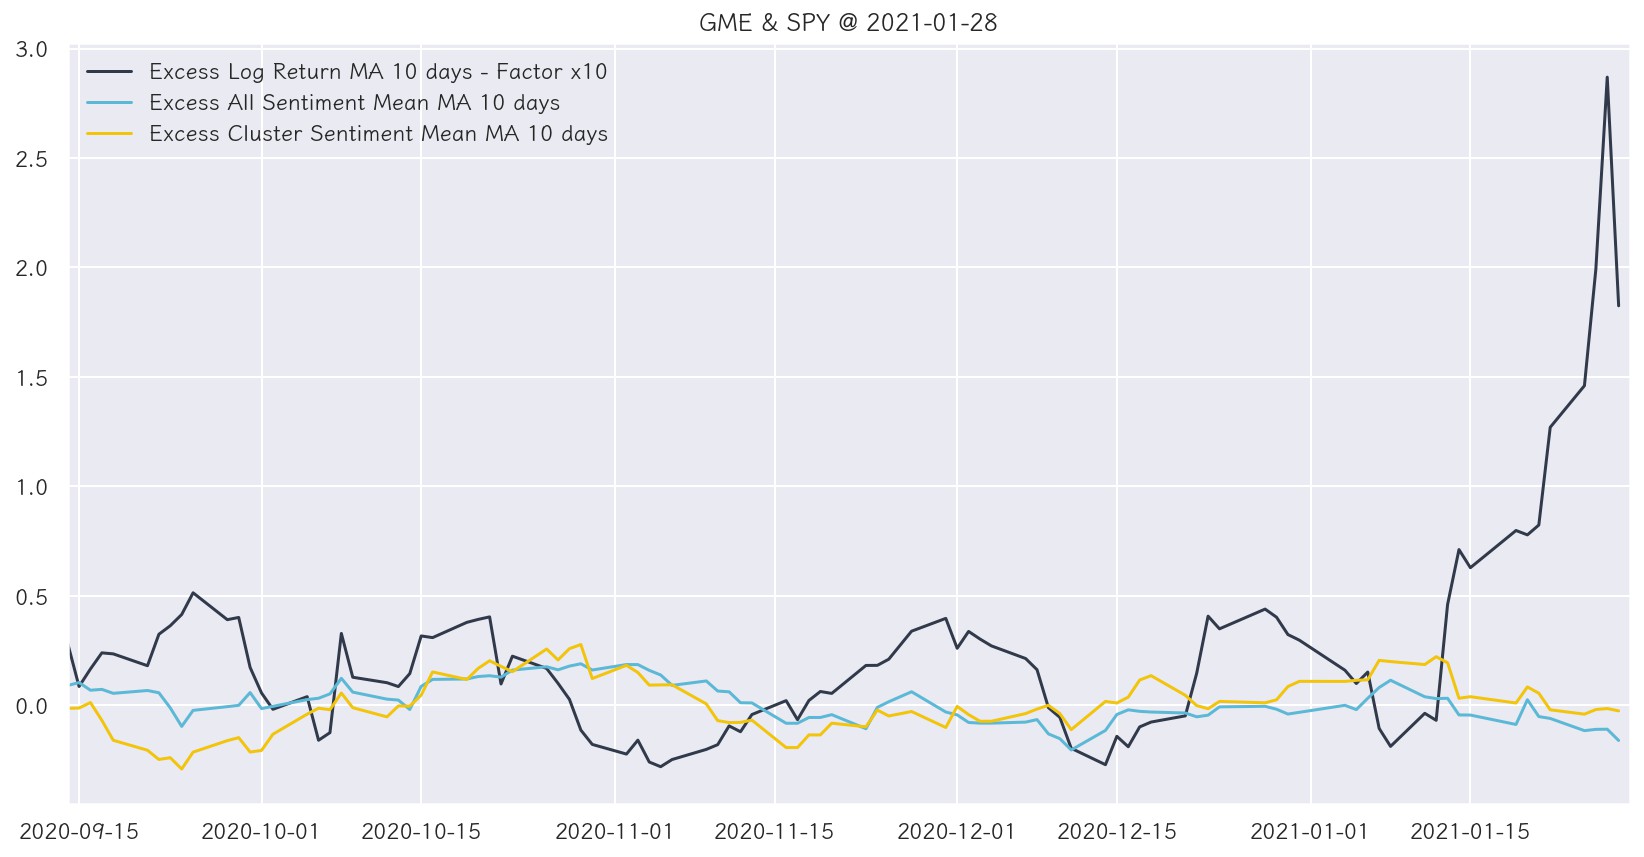 GME & SPY @ 2021-01-28
3.0
Excess Log Return MA 10 days - Factor x10
Excess All Sentiment Mean MA 10 days
Excess Cluster Sentiment Mean MA 10 days
2.5
2.0
1.5
1.0
0.5
0.0
2020-09-15 2020-10-01 2020-10-15 2020-11-01 2020-11-15 2020-12-01 2020-12-15 2021-01-01 2021-01-15